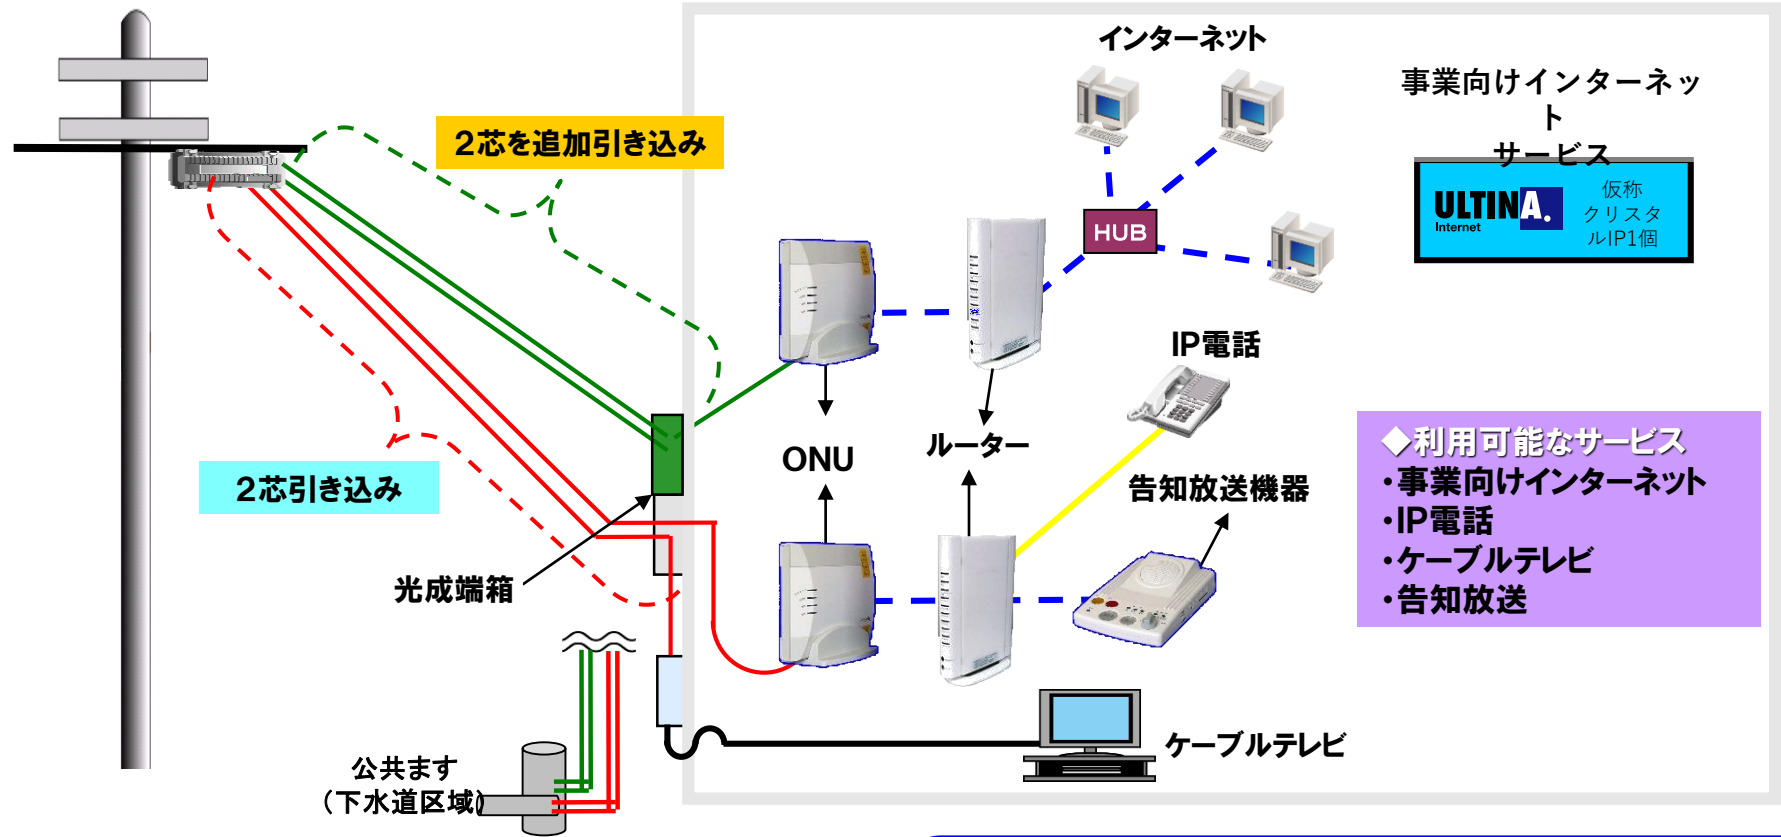 インターネット
事業向けインターネッ
ト
サービス
2芯を追加引き込み
ULTINA.
Internet
仮称
クリスタ
ルIP1個
HUB
IP電話
ONU
ルーター
◆利用可能なサービス
・事業向けインターネット
・IP電話
・ケーブルテレビ
・告知放送
2芯引き込み
告知放送機器
光成端箱
ケーブルテレビ
公共ます
(下水道区域)